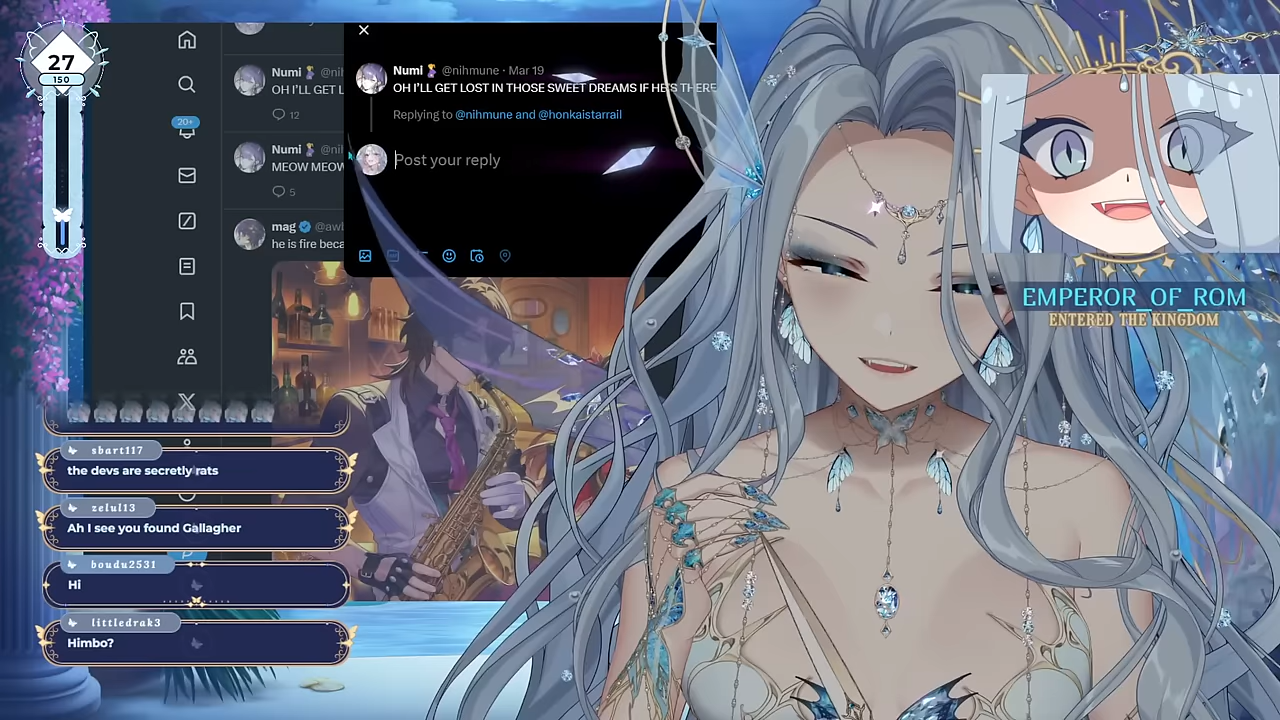 27
150
20+
Numi @nih
OH I'LL GET L
12
Numi @ni
MEOW MEOW
5
mag @awl
he is fire beca
Numi @nihmune · Mar 19
OH I'LL GET LOST IN THOSE SWEET DREAMS IF HE'S THERE
Replying to @nihmune and @honkaistarrail
Post your reply
EMPEROR_OF_ROM
ENTERED THE KINGDOM
sbart117
the devs are secretly rats
zelul13
Ah I see you found Gallagher
boudu2531
Hi
littledrak3
Himbo?